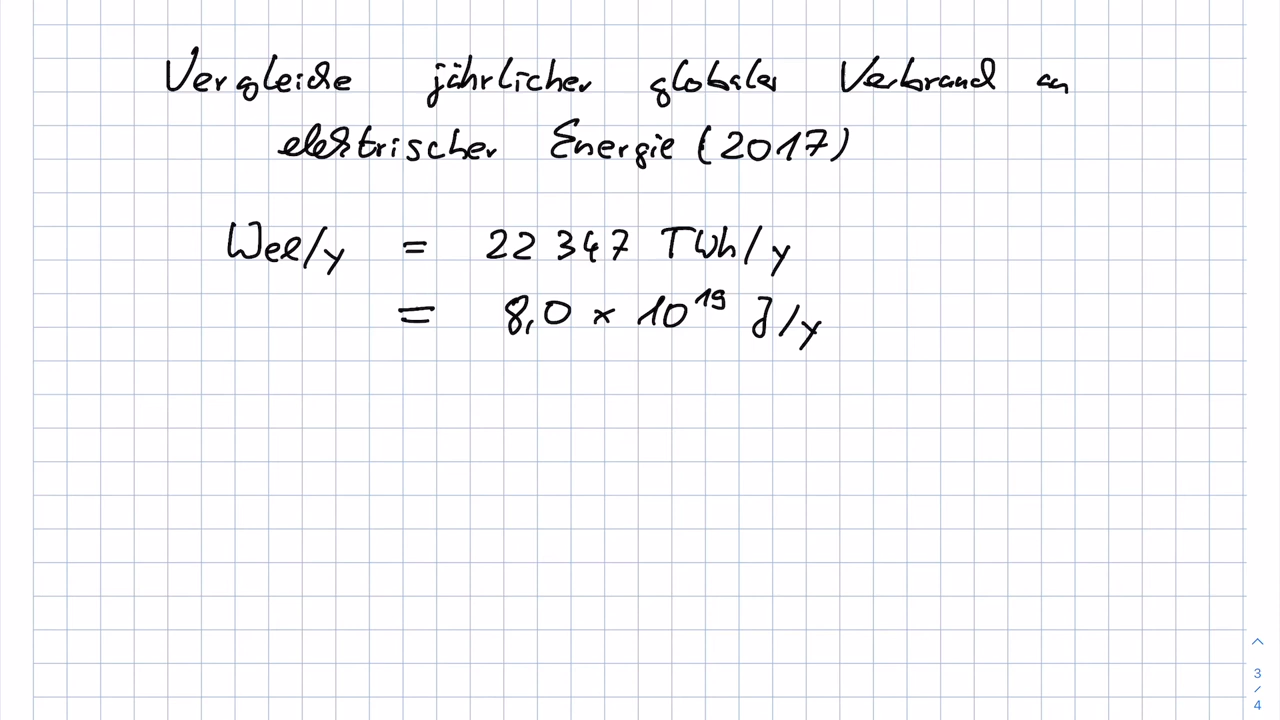 Vergleiche jährlicher globaler Verbrauch an
elektrischer Energie (2017)
Wel/y = 22 347 TWh/y
= 8,0 × 10¹⁹ J/y
3/4